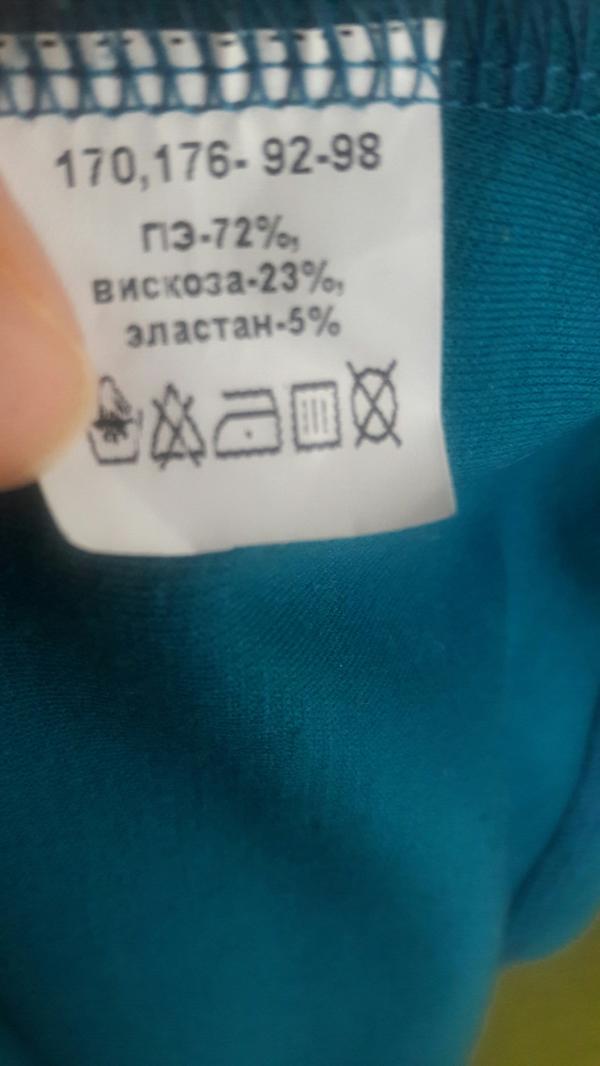 170,176- 92-98
ПЭ-72%,
вискоза-23%,
эластан-5%